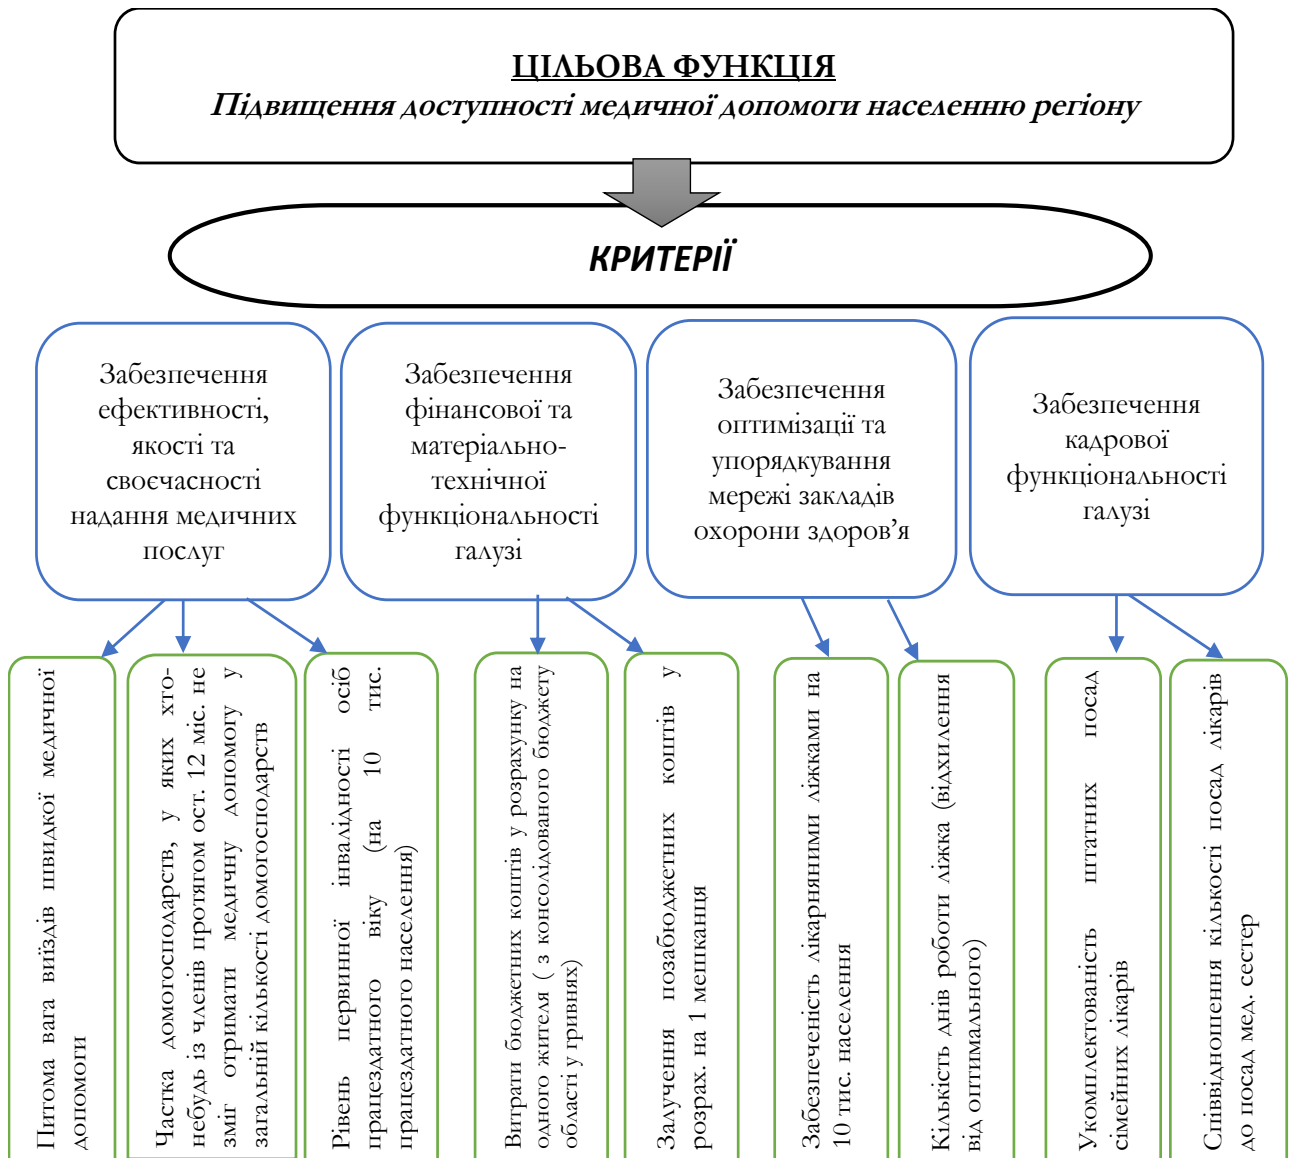 ЦІЛЬОВА ФУНКЦІЯ
Підвищення доступності медичної допомоги населенню регіону
КРИТЕРІЇ
Забезпечення
ефективності,
якості та
своєчасності
надання медичних
послуг
Забезпечення
фінансової та
матеріально-
технічної
функціональності
галузі
Забезпечення
оптимізації та
упорядкування
мережі закладів
охорони здоров’я
Забезпечення
кадрової
функціональності
галузі
Питома вага виїздів швидкої медичної
допомоги
Частка домогосподарств, у яких хто-
небудь із членів протягом ост. 12 міс. не
зміг отримати медичну допомогу у
загальній кількості домогосподарств
Рівень первинної інвалідності осіб
працездатного віку (на 10 тис.
працездатного населення)
Витрати бюджетних коштів у розрахунку на
одного жителя ( з консолідованого бюджету
області у гривнях)
Залучення позабюджетних коштів у
розрах. на 1 мешканця
Забезпеченість лікарняними ліжками на
10 тис. населення
Кількість днів роботи ліжка (відхилення
від оптимального)
Укомплектованість штатних посад
сімейних лікарів
Співвідношення кількості посад лікарів
до посад мед. сестер